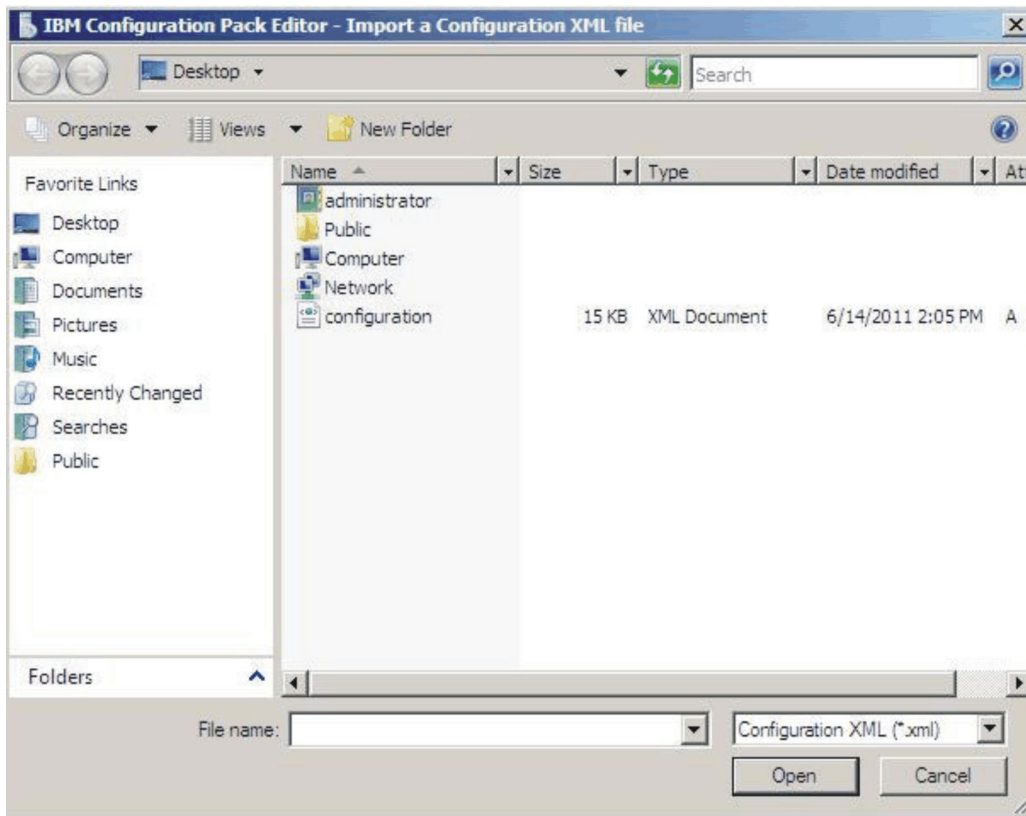 IBM Configuration Pack Editor - Import a Configuration XML file
Desktop
Search
Organize Views New Folder
Favorite Links
Desktop
Computer
Documents
Pictures
Music
Recently Changed
Searches
Public
Folders
Name Size Type Date modified At
administrator
Public
Computer
Network
configuration 15 KB XML Document 6/14/2011 2:05 PM A
File name: Configuration XML (*.xml)
Open Cancel